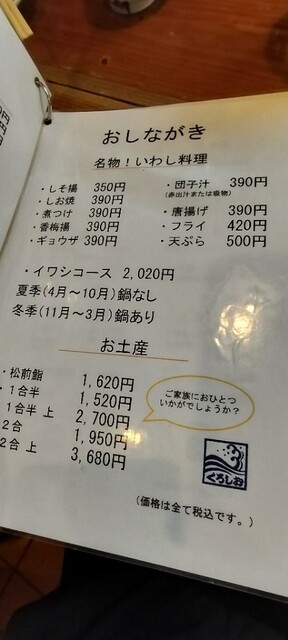 おしながき
名物！いわし料理
・しそ揚 350円
・しお焼 390円
・煮つけ 390円
・香梅揚 390円
・ギョウザ 390円
・団子汁 390円
(赤出汁または吸物)
・唐揚げ 390円
・フライ 420円
・天ぷら 500円
・イワシコース 2,020円
夏季(4月～10月)鍋なし
冬季(11月～3月)鍋あり
お土産
・松前鮨 1,620円
・1合半 1,520円
1合半 上 2,700円
2合 1,950円
2合 上 3,680円
ご家族におひとつ
いかがでしょうか？
くろしお
(価格は全て税込です。)